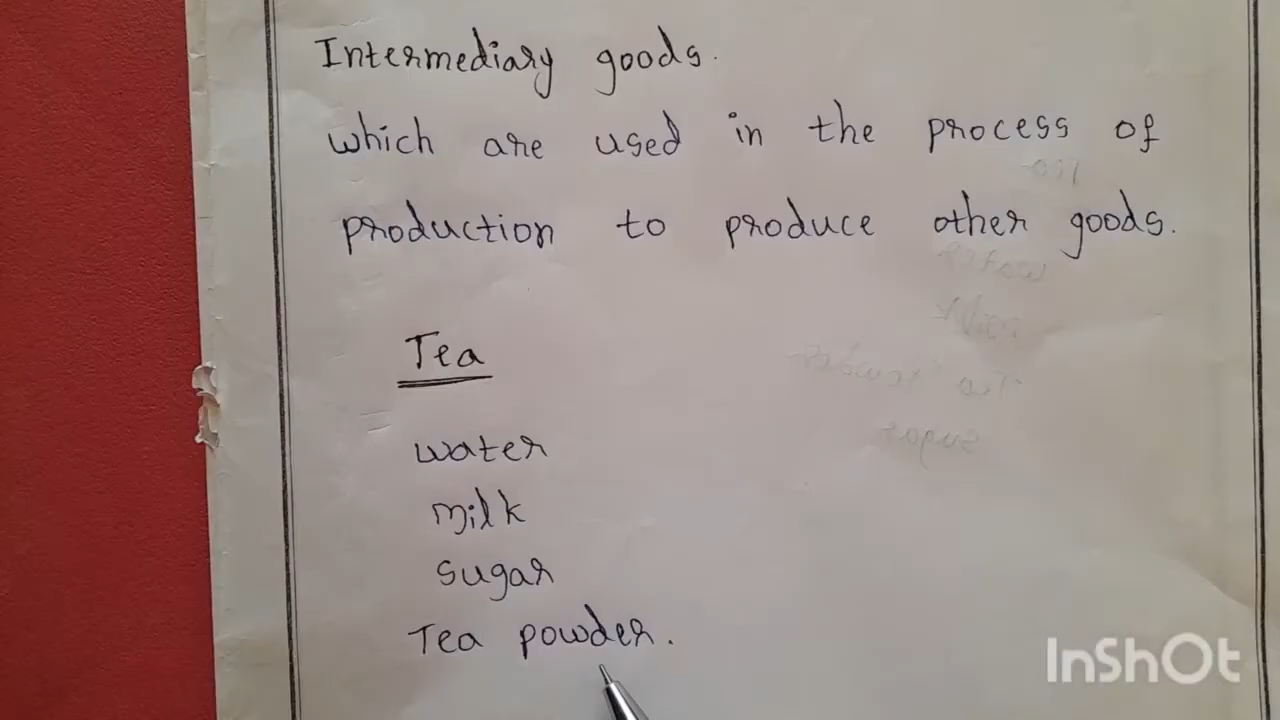 Intermediary goods.
which are used in the process of
production to produce other goods.
Tea
water
milk
sugar
Tea powder.
InShOt